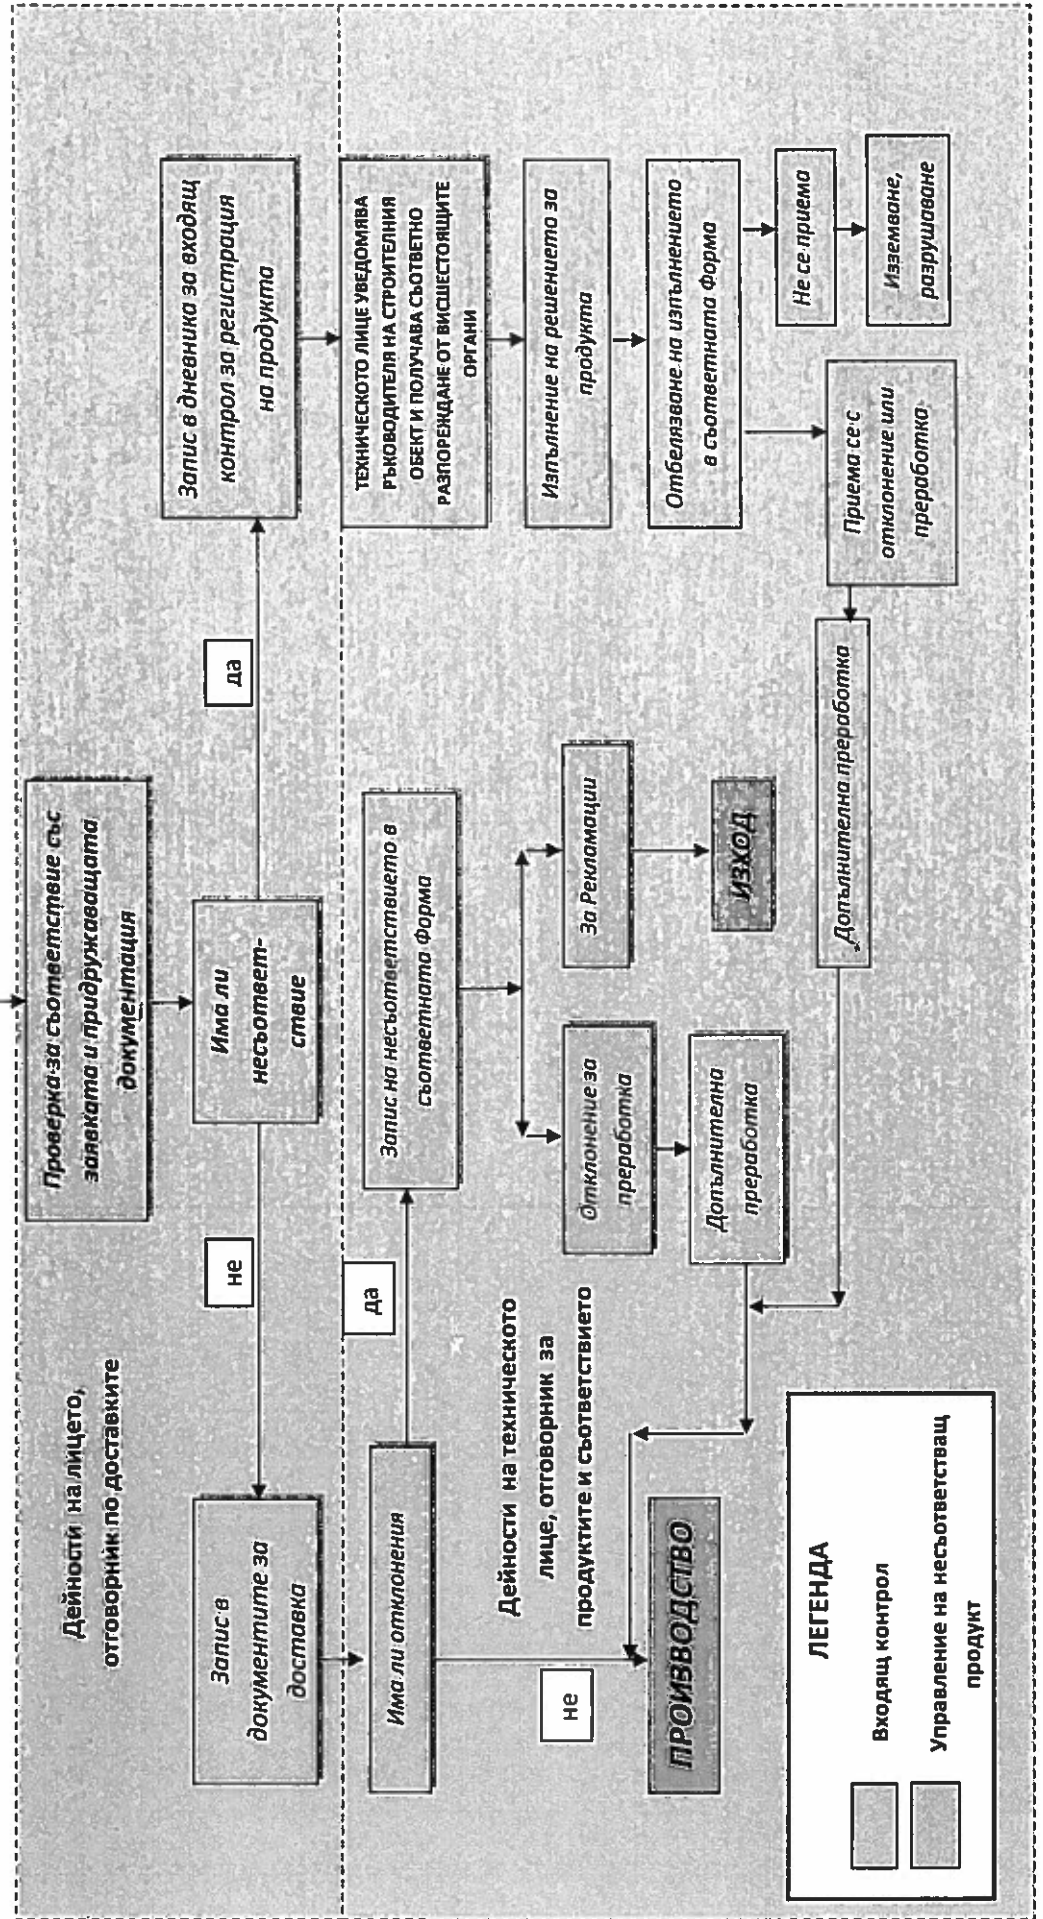 Проверка за съответствие със
заявката и придружаващата
документация
Дейности на лицето,
отговорник по доставките
Има ли
несъответ-
ствие
не
да
Запис в
документите за
доставка
Запис в дневника за входящ
контрол за регистрация
на продукта
Има ли отклонения
да
Запис на несъответствието в
съответната Форма
ТЕХНИЧЕСКОТО ЛИЦЕ УВЕДОМЯВА
РЪКОВОДИТЕЛЯ НА СТРОИТЕЛНИЯ
ОБЕКТ И ПОЛУЧАВА СЪОТВЕТНО
РАЗПОРЕЖДАНЕ ОТ ВИСШЕСТОЯЩИТЕ
ОРГАНИ
Дейности на техническото
лице, отговорник за
продуктите и съответствието
не
Отклонение за
преработка
За Рекламации
Изпълнение на решението за
продукта
ПРОИЗВОДСТВО
Допълнителна
преработка
ИЗХОД
Отбелязване на изпълнението
в съответната Форма
Не се приема
Приема се с
отклонение или
преработка
Изземване,
разрушаване
Допълнителна преработка
ЛЕГЕНДА
Входящ контрол
Управление на несъответстващ
продукт